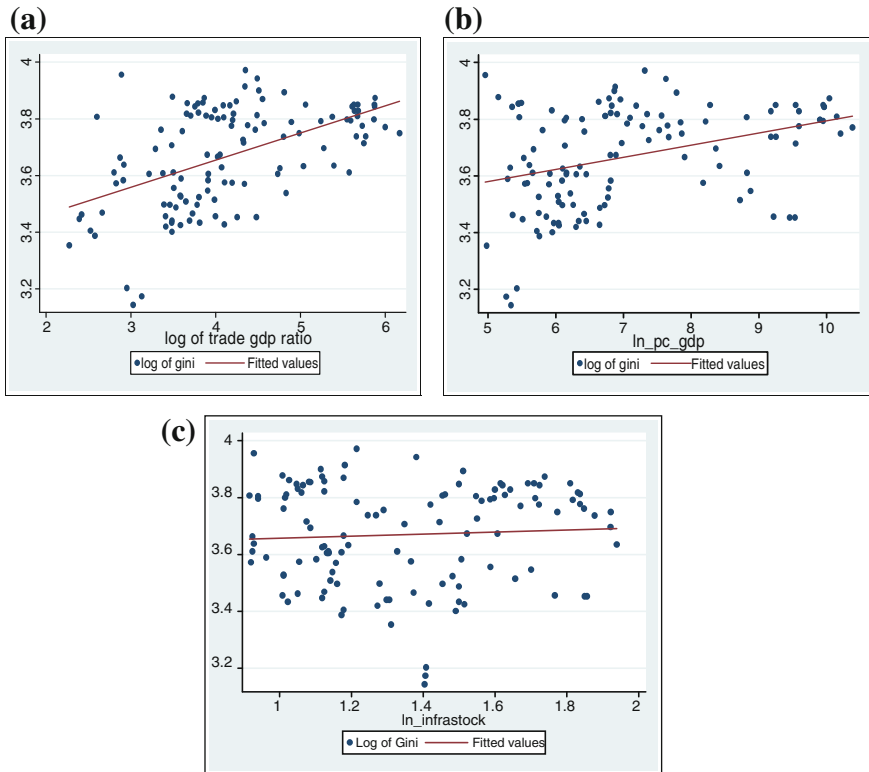 (a)
4
3.8
3.6
3.4
3.2
2 3 4 5 6
log of trade gdp ratio
log of gini Fitted values
(b)
4
3.8
3.6
3.4
3.2
5 6 7 8 9 10
ln_pc_gdp
log of gini Fitted values
(c)
4
3.8
3.6
3.4
3.2
1 1.2 1.4 1.6 1.8 2
ln_infrastock
Log of Gini Fitted values